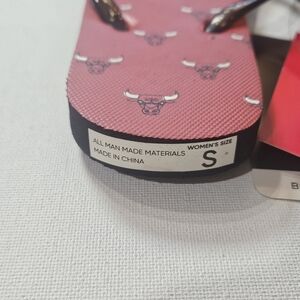 ALL MAN MADE MATERIALS
MADE IN CHINA
WOMEN'S SIZE
S
B